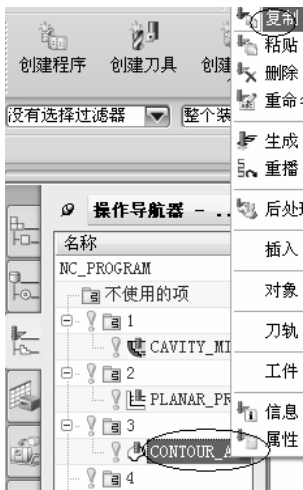 创建程序 创建刀具 创建
没有选择过滤器 整个装
操作导航器 - ..
名称
NC_PROGRAM
不使用的项
1
CAVITY_MI
2
PLANAR_PR
3
CONTOUR_A
4
复制
粘贴
删除
重命名
生成
重播
后处理
插入
对象
刀轨
工件
信息
属性